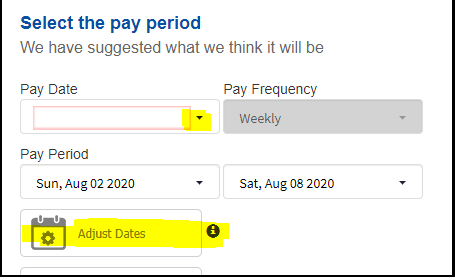 Select the pay period
We have suggested what we think it will be
Pay Date Pay Frequency
Weekly
Pay Period
Sun, Aug 02 2020 Sat, Aug 08 2020
Adjust Dates